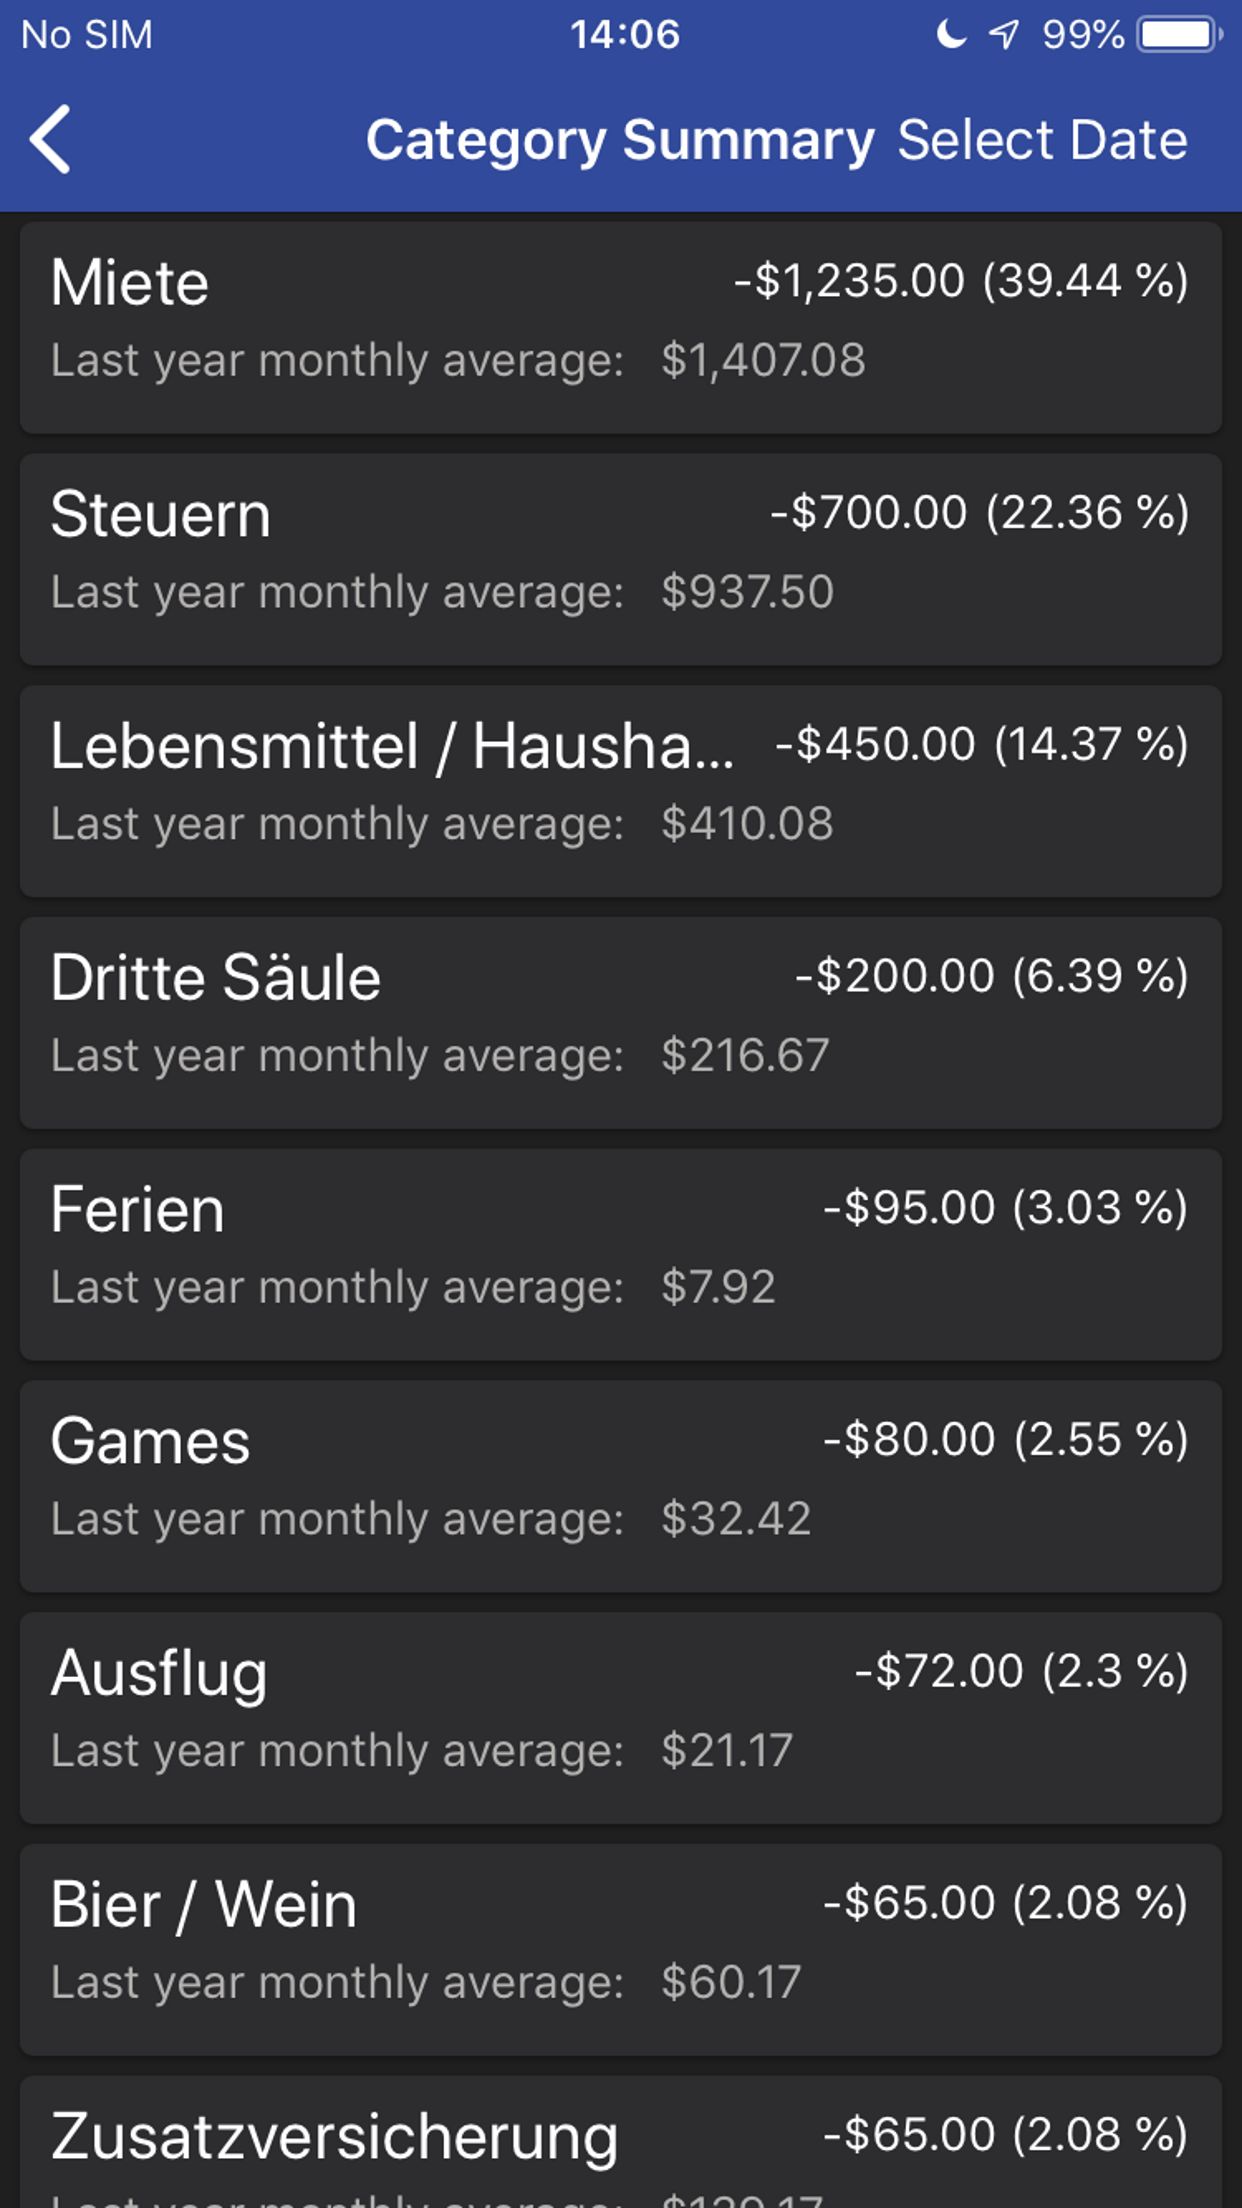 No SIM 14:06 99%
Category Summary Select Date
Miete -$1,235.00 (39.44 %)
Last year monthly average: $1,407.08
Steuern -$700.00 (22.36 %)
Last year monthly average: $937.50
Lebensmittel / Hausha... -$450.00 (14.37 %)
Last year monthly average: $410.08
Dritte Säule -$200.00 (6.39 %)
Last year monthly average: $216.67
Ferien -$95.00 (3.03 %)
Last year monthly average: $7.92
Games -$80.00 (2.55 %)
Last year monthly average: $32.42
Ausflug -$72.00 (2.3 %)
Last year monthly average: $21.17
Bier / Wein -$65.00 (2.08 %)
Last year monthly average: $60.17
Zusatzversicherung -$65.00 (2.08 %)
Last year monthly average: